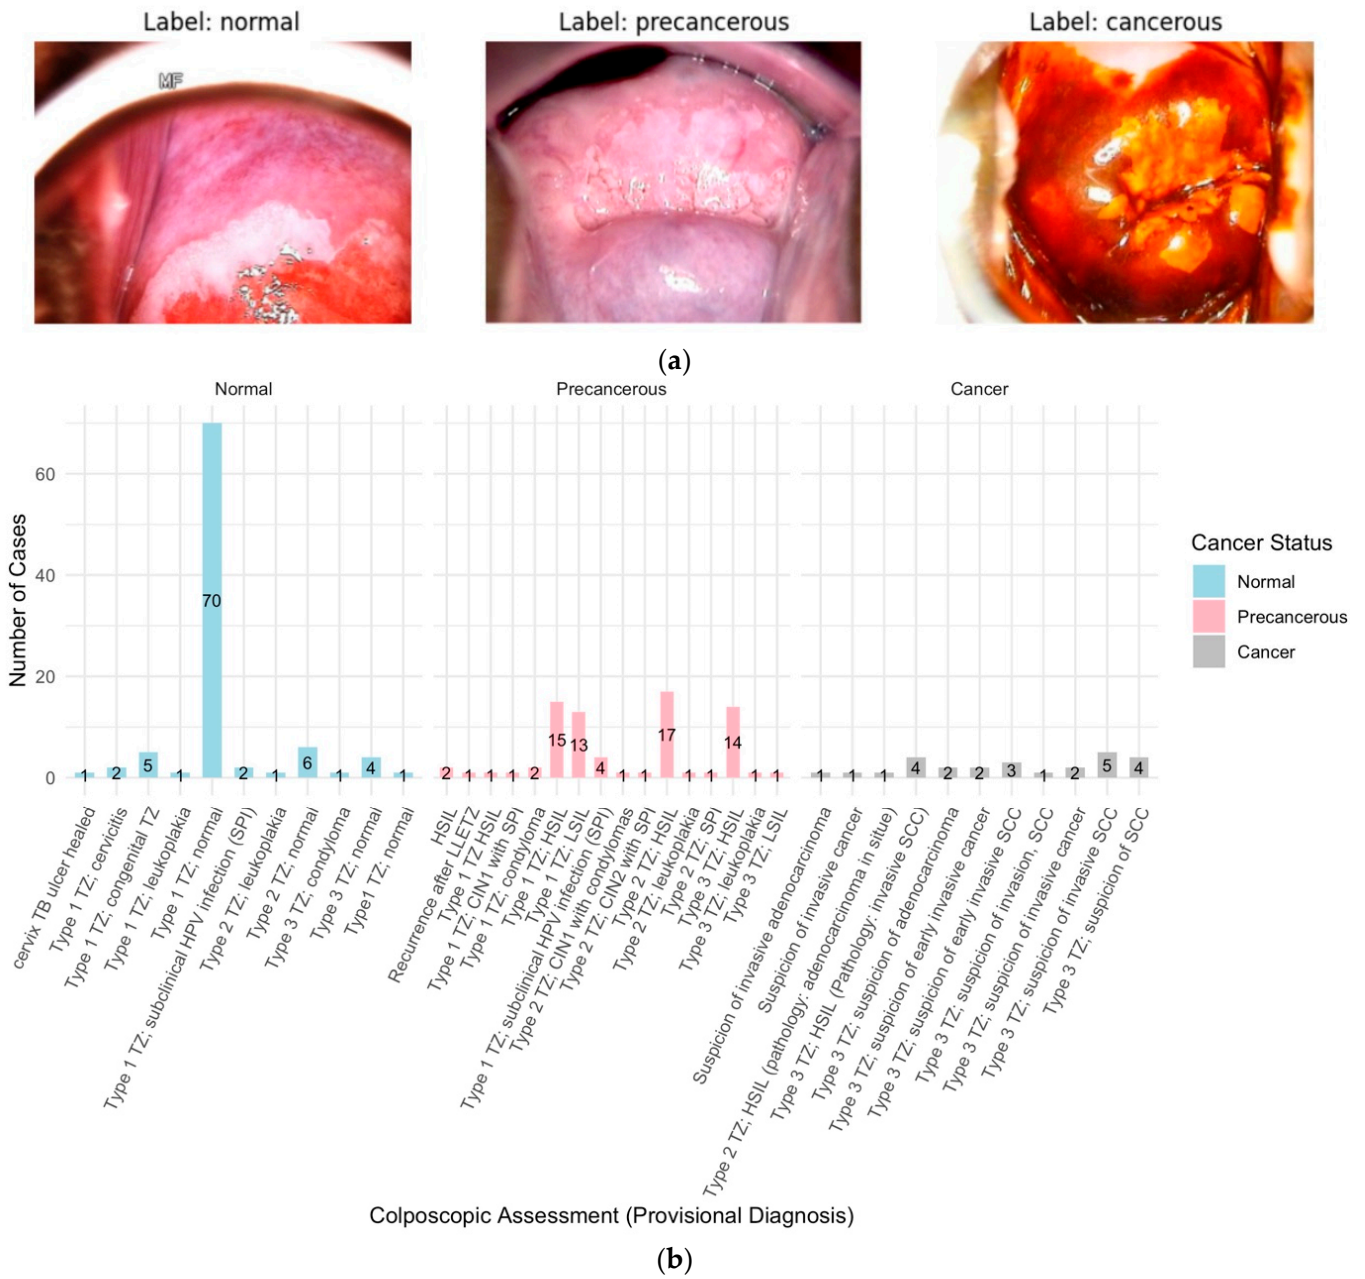 Label: normal
Label: precancerous
Label: cancerous
MF
(a)
Normal
Precancerous
Cancer
Number of Cases
60
40
20
0
1
2
5
1
70
2
1
6
1
4
1
2
1
1
1
2
15
13
4
1
1
17
1
1
14
1
1
1
1
1
4
2
2
3
1
2
5
4
cervix TB ulcer healed
Type 1 TZ; cervicitis
Type 1 TZ; congenital TZ
Type 1 TZ; leukoplakia
Type 1 TZ; normal
Type 1 TZ; subclinical HPV infection (SPI)
Type 2 TZ; leukoplakia
Type 2 TZ; normal
Type 3 TZ; condyloma
Type 3 TZ; normal
Type1 TZ; normal
HSIL
Recurrence after LLETZ
Type 1 TZ HSIL
Type 1 TZ; CIN1 with SPI
Type 1 TZ; condyloma
Type 1 TZ; HSIL
Type 1 TZ; LSIL
Type 1 TZ; subclinical HPV infection (SPI)
Type 2 TZ; CIN1 with condylomas
Type 2 TZ; CIN2 with SPI
Type 2 TZ; HSIL
Type 2 TZ; leukoplakia
Type 2 TZ; SPI
Type 3 TZ; HSIL
Type 3 TZ; leukoplakia
Type 3 TZ; LSIL
Suspicion of invasive adenocarcinoma
Suspicion of invasive cancer
Type 2 TZ; HSIL (pathology: adenocarcinoma in situe)
Type 3 TZ; HSIL (Pathology: invasive SCC)
Type 3 TZ; suspicion of adenocarcinoma
Type 3 TZ; suspicion of early invasive cancer
Type 3 TZ; suspicion of early invasive SCC
Type 3 TZ; suspicion of invasion, SCC
Type 3 TZ; suspicion of invasive cancer
Type 3 TZ; suspicion of invasive SCC
Type 3 TZ; suspicion of SCC
Colposcopic Assessment (Provisional Diagnosis)
Cancer Status
Normal
Precancerous
Cancer
(b)